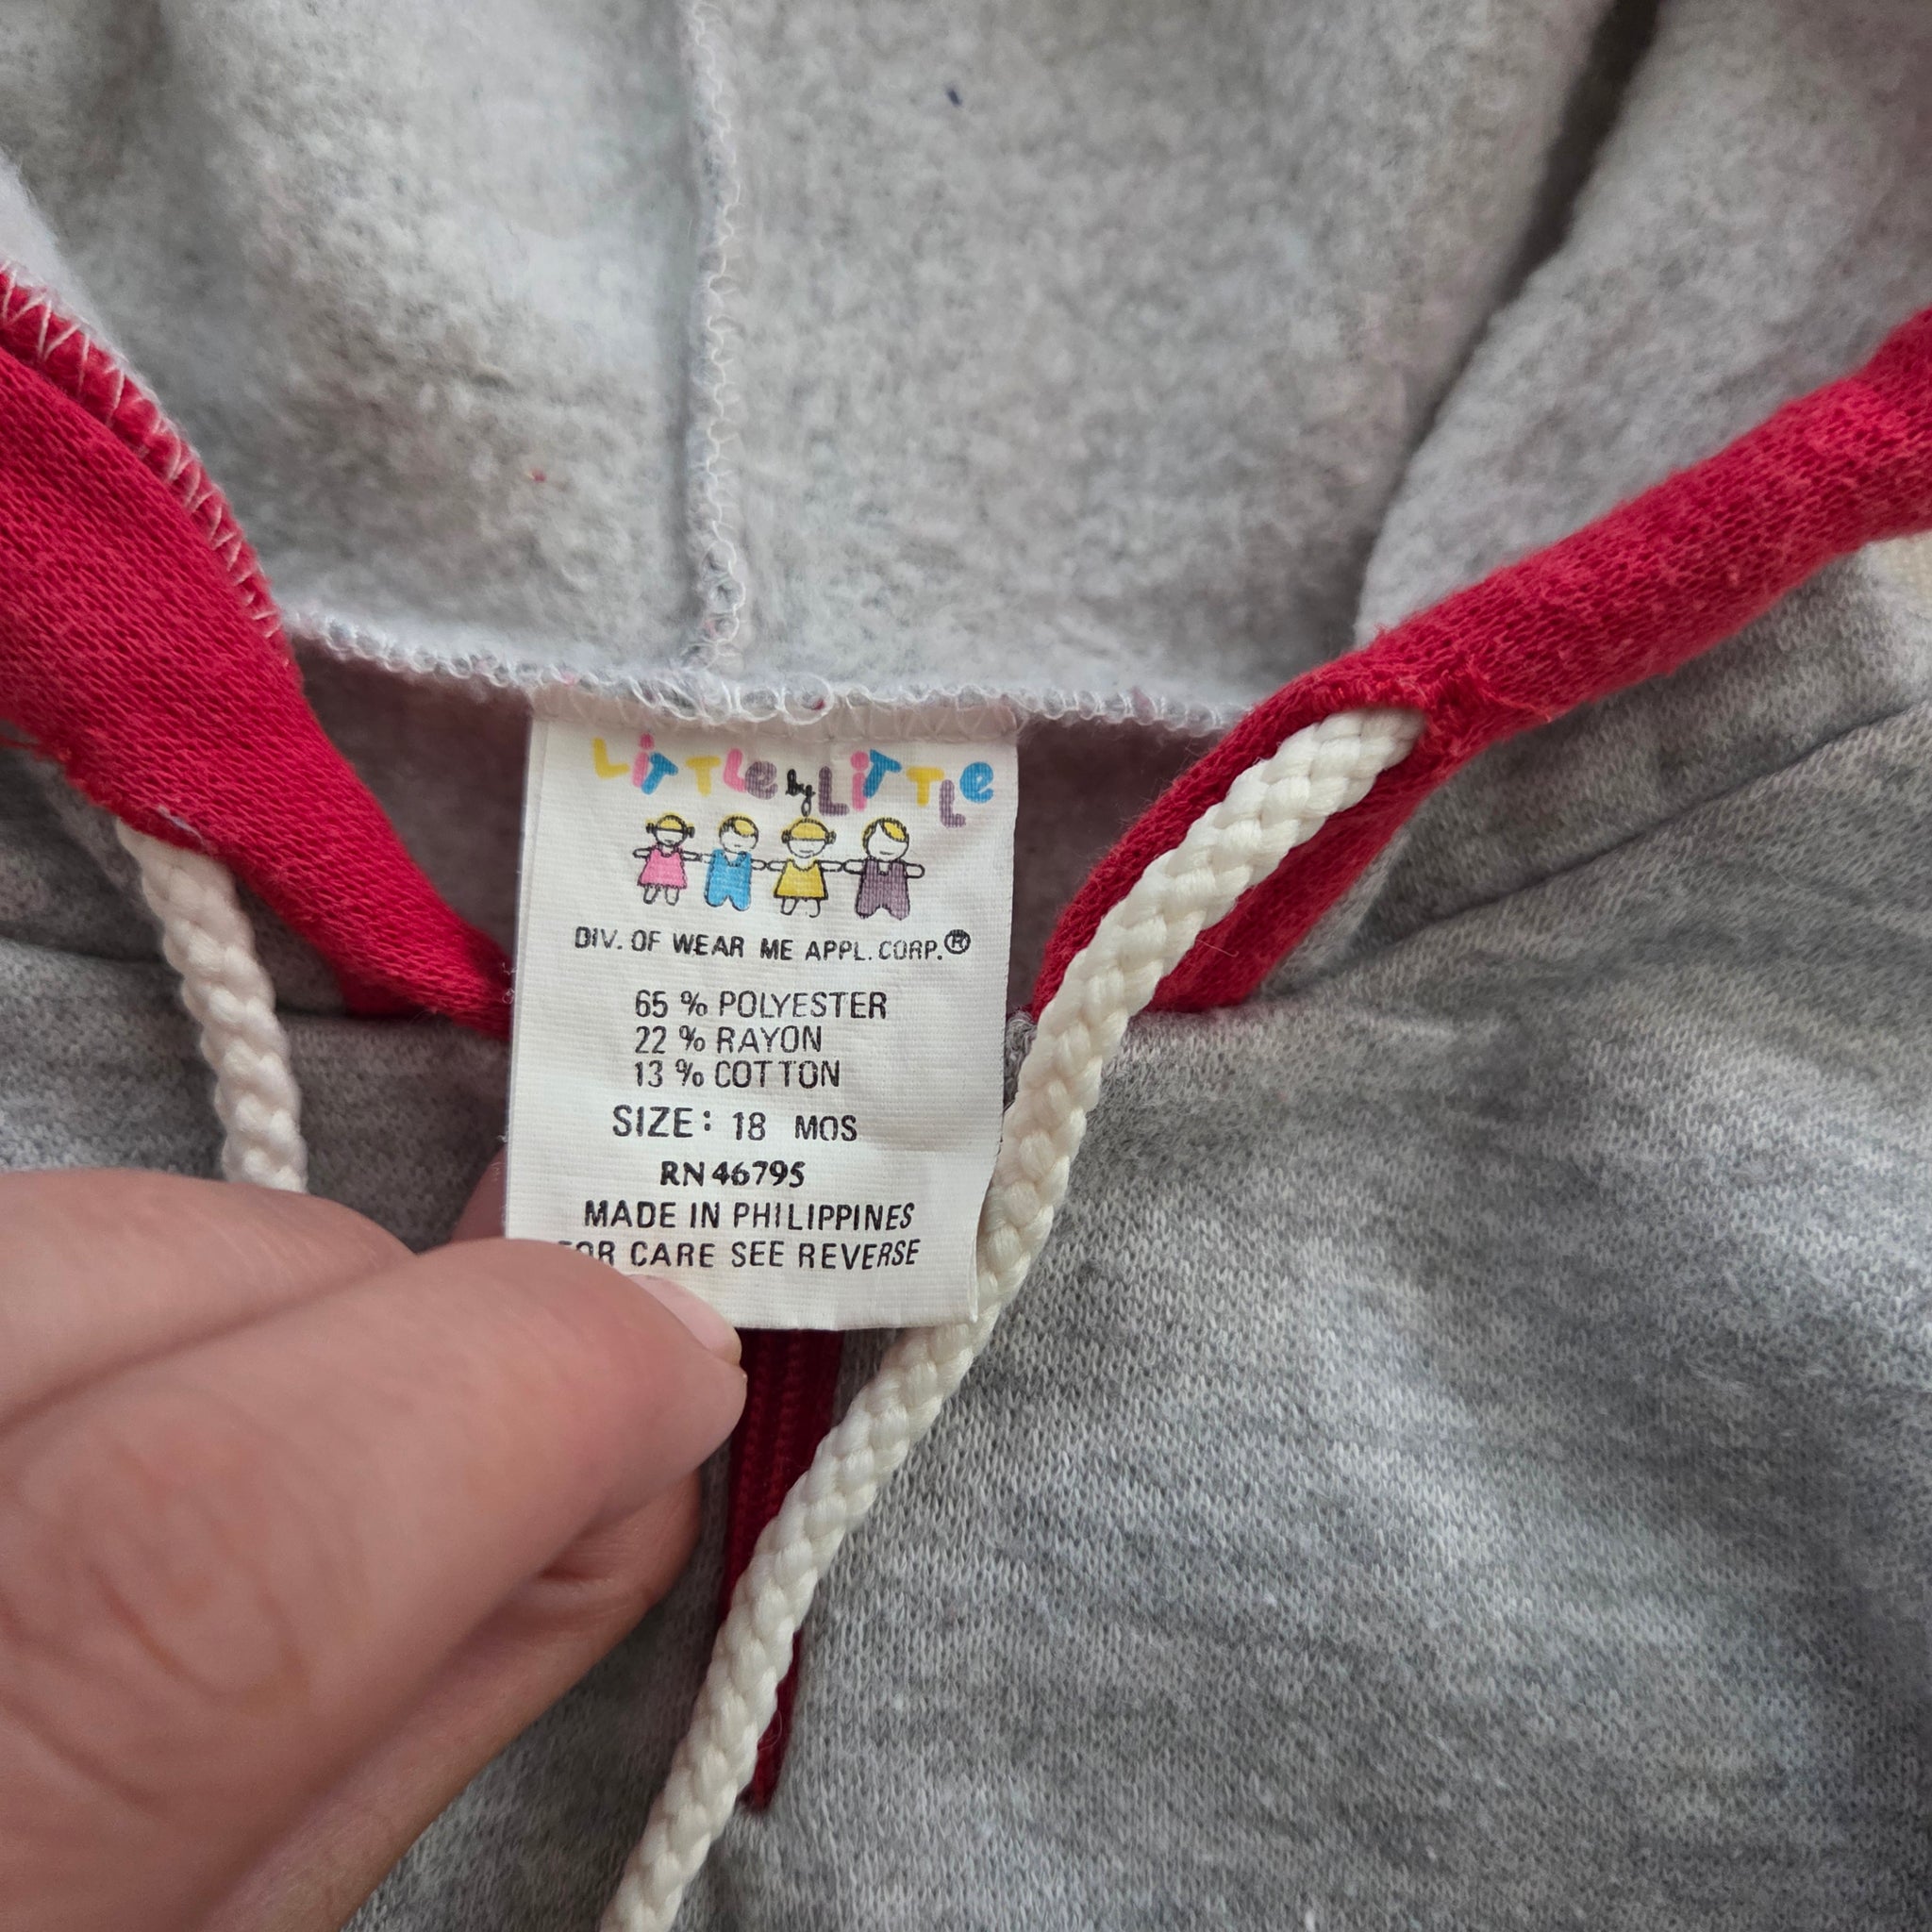 LiTTLe by LiTTLe
DIV. OF WEAR ME APPL. CORP.®
65 % POLYESTER
22 % RAYON
13 % COTTON
SIZE: 18 MOS
RN 46795
MADE IN PHILIPPINES
FOR CARE SEE REVERSE